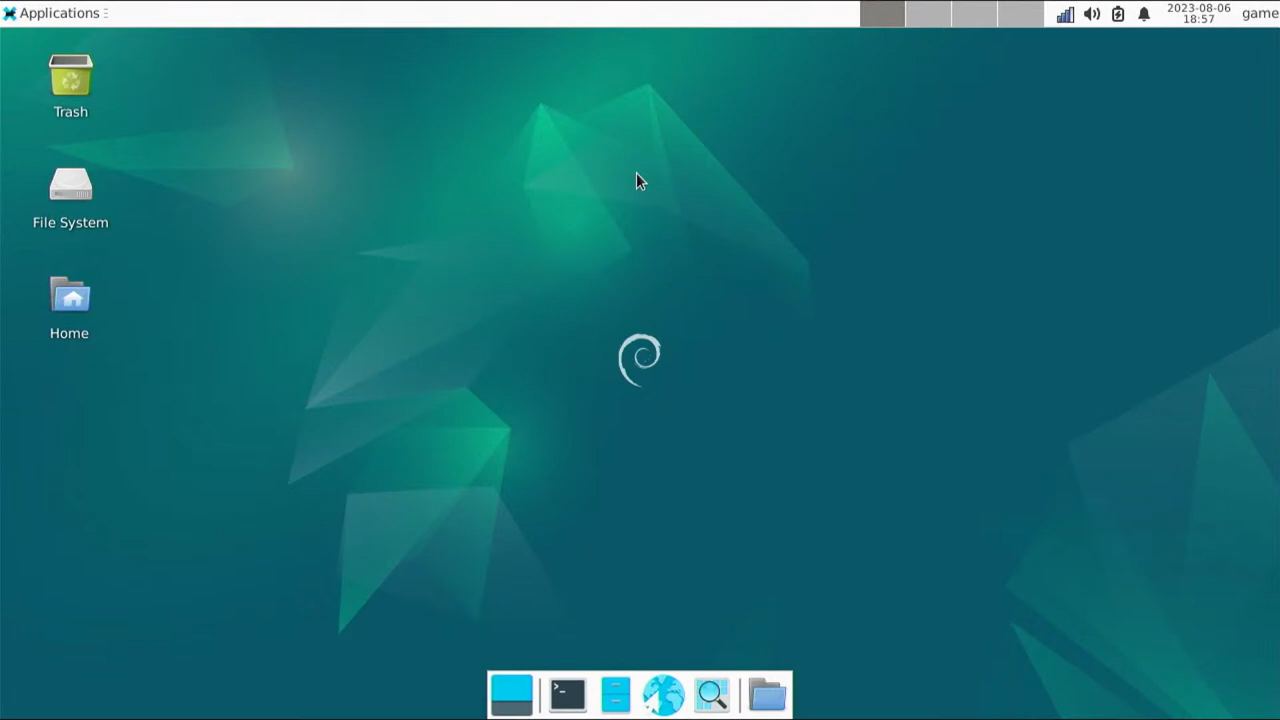 Applications
2023-08-06
18:57
game
Trash
File System
Home
>_